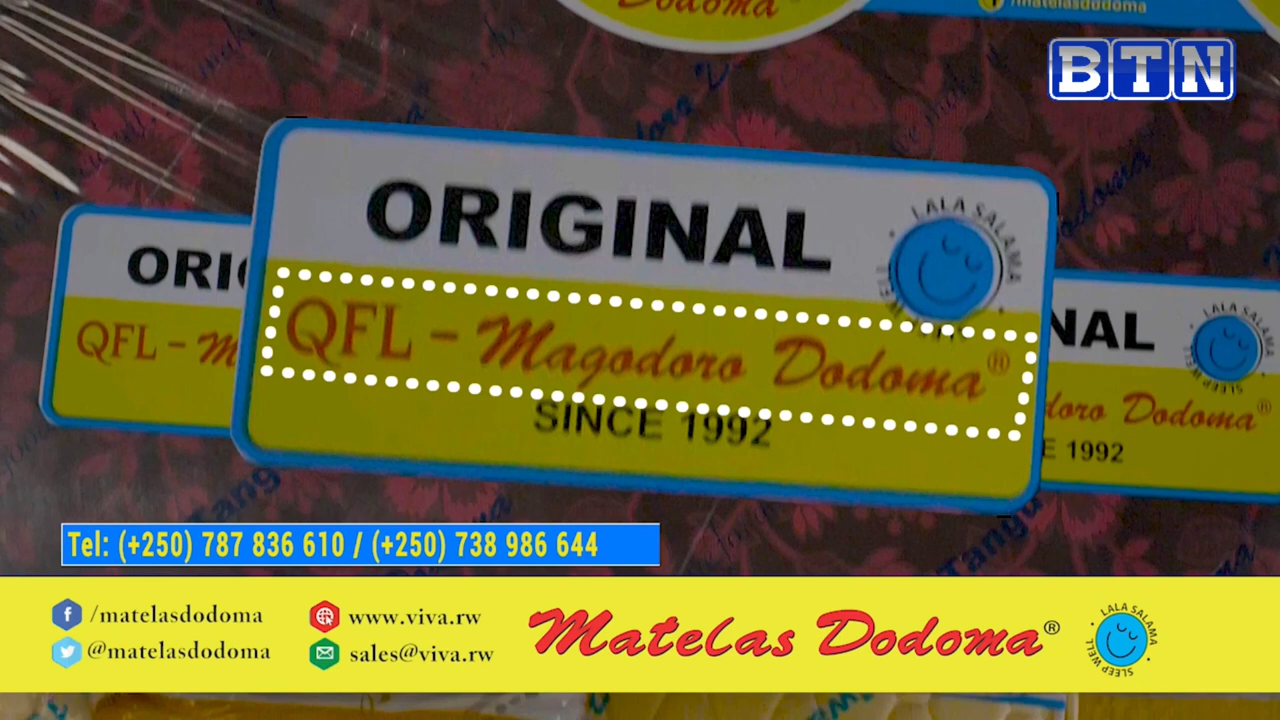 Dodoma
/matelasdodoma
BTN
ORIGINAL
LALA SALAMA
SLEEP WELL
QFL - Magodoro Dodoma®
SINCE 1992
QFL -
NAL
LALA SALAMA
SLEEP WELL
Dodoma®
1992
Tel: (+250) 787 836 610 / (+250) 738 986 644
/matelasdodoma
www.viva.rw
@matelasdodoma
sales@viva.rw
Matelas Dodoma®
LALA SALAMA
SLEEP WELL